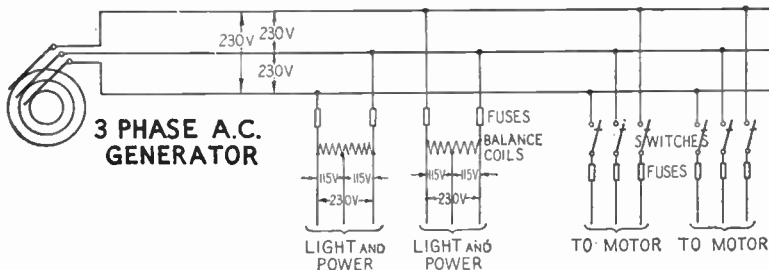 230V
230V
230V
3 PHASE A.C.
GENERATOR
FUSES
BALANCE
COILS
SWITCHES
FUSES
115V 115V
230V
115V 115V
230V
LIGHT AND
POWER
LIGHT AND
POWER
TO MOTOR
TO MOTOR